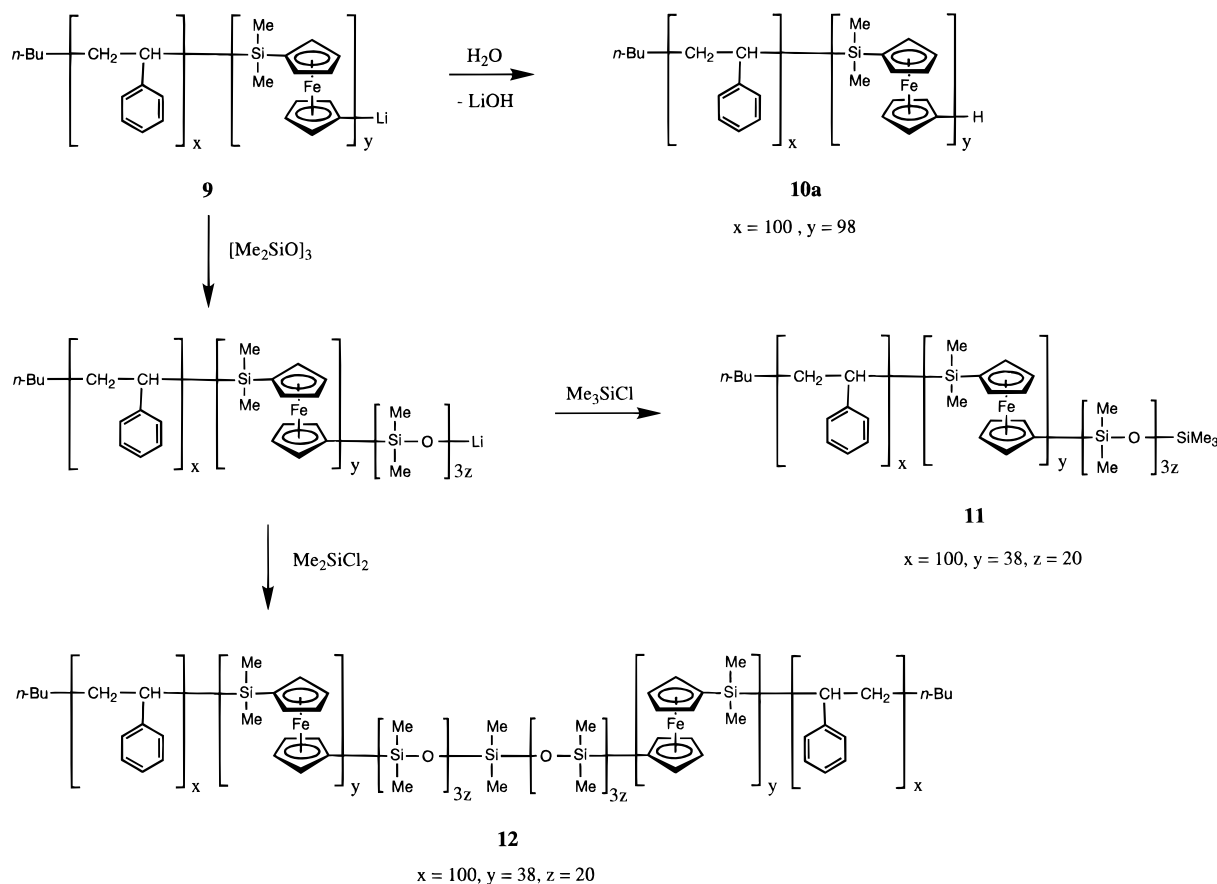 n-Bu CH₂ CH x Me Si Me Fe Li y
H₂O
- LiOH
n-Bu CH₂ CH x Me Si Me Fe H y
9
10a
x = 100 , y = 98
[Me₂SiO]₃
n-Bu CH₂ CH x Me Si Me Fe y Me Si O Me Li 3z
Me₃SiCl
n-Bu CH₂ CH x Me Si Me Fe y Me Si O Me SiMe₃ 3z
11
x = 100, y = 38, z = 20
Me₂SiCl₂
n-Bu CH₂ CH x Me Si Me Fe y Me Si O Me 3z Me Si Me O Me Si Me 3z Fe Me Si Me y CH CH₂ x n-Bu
12
x = 100, y = 38, z = 20